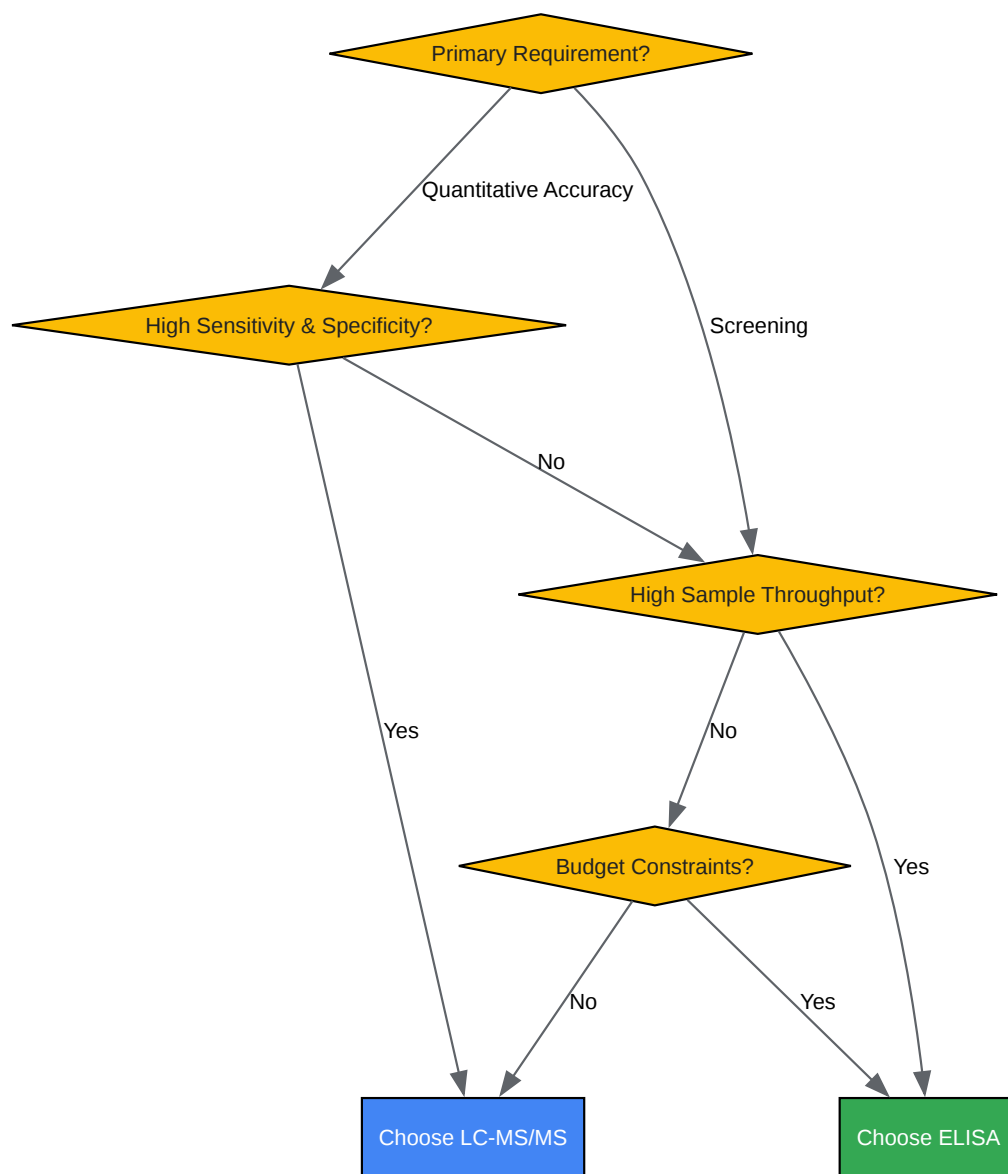 Primary Requirement?
Quantitative Accuracy
High Sensitivity & Specificity?
Screening
No
High Sample Throughput?
Yes
No
Budget Constraints?
Yes
No
Yes
Choose LC-MS/MS
Choose ELISA